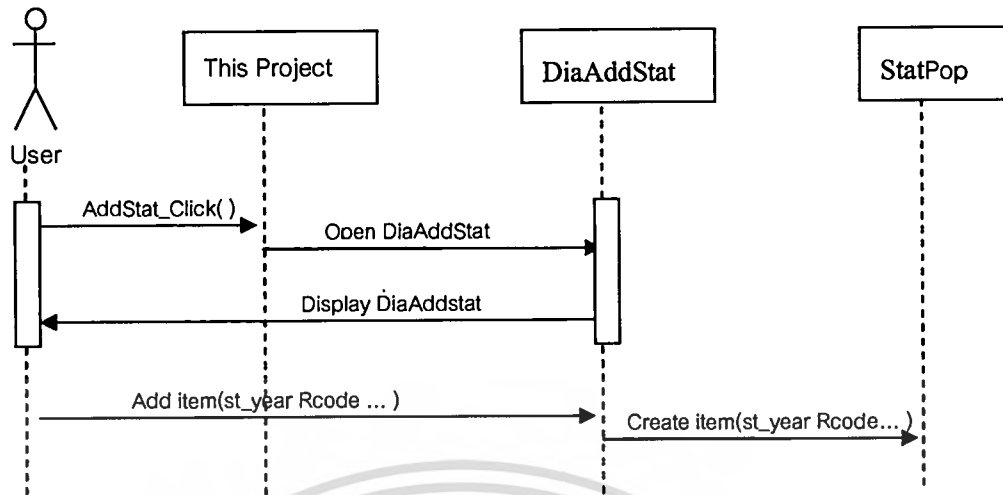 This Project
DiaAddStat
StatPop
User
AddStat_Click( )
Open DiaAddStat
Display DiaAddstat
Add item(st_year Rcode ... )
Create item(st_year Rcode... )